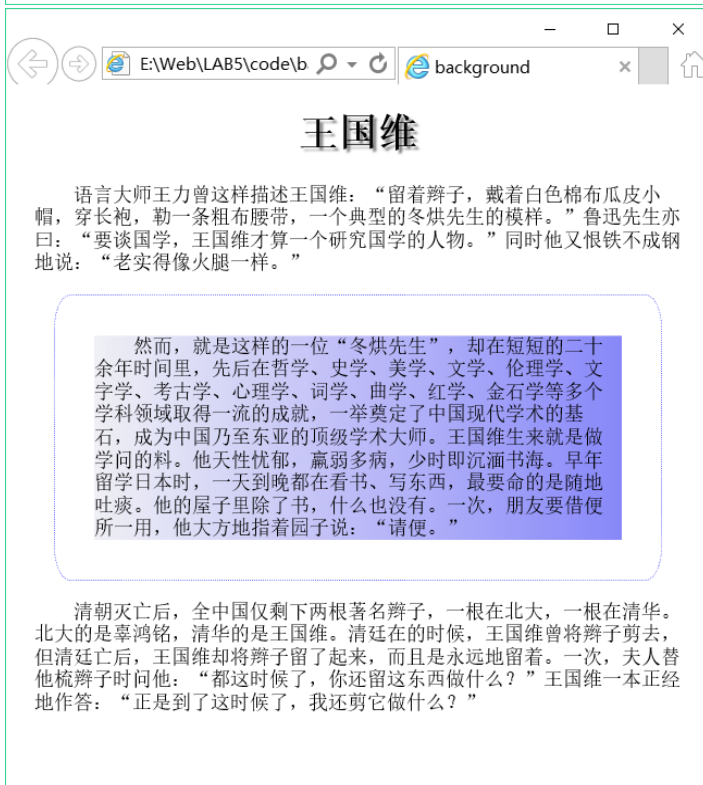 E:\Web\LAB5\code\b
background
王国维
语言大师王力曾这样描述王国维：“留着辫子，戴着白色棉布瓜皮小
帽，穿长袍，勒一条粗布腰带，一个典型的冬烘先生的模样。”鲁迅先生亦
曰：“要谈国学，王国维才算一个研究国学的人物。”同时他又恨铁不成钢
地说：“老实得像火腿一样。”
然而，就是这样的一位“冬烘先生”，却在短短的二十
余年时间里，先后在哲学、史学、美学、文学、伦理学、文
字学、考古学、心理学、词学、曲学、红学、金石学等多个
学科领域取得一流的成就，一举奠定了中国现代学术的基
石，成为中国乃至东亚的顶级学术大师。王国维生来就是做
学问的料。他天性忧郁，羸弱多病，少时即沉湎书海。早年
留学日本时，一天到晚都在看书、写东西，最要命的是随地
吐痰。他的屋子里除了书，什么也没有。一次，朋友要借便
所一用，他大方地指着园子说：“请便。”
清朝灭亡后，全中国仅剩下两根著名辫子，一根在北大，一根在清华。
北大的是辜鸿铭，清华的是王国维。清廷在的时候，王国维曾将辫子剪去，
但清廷亡后，王国维却将辫子留了起来，而且是永远地留着。一次，夫人替
他梳辫子时问他：“都这时候了，你还留这东西做什么？”王国维一本正经
地作答：“正是到了这时候了，我还剪它做什么？”